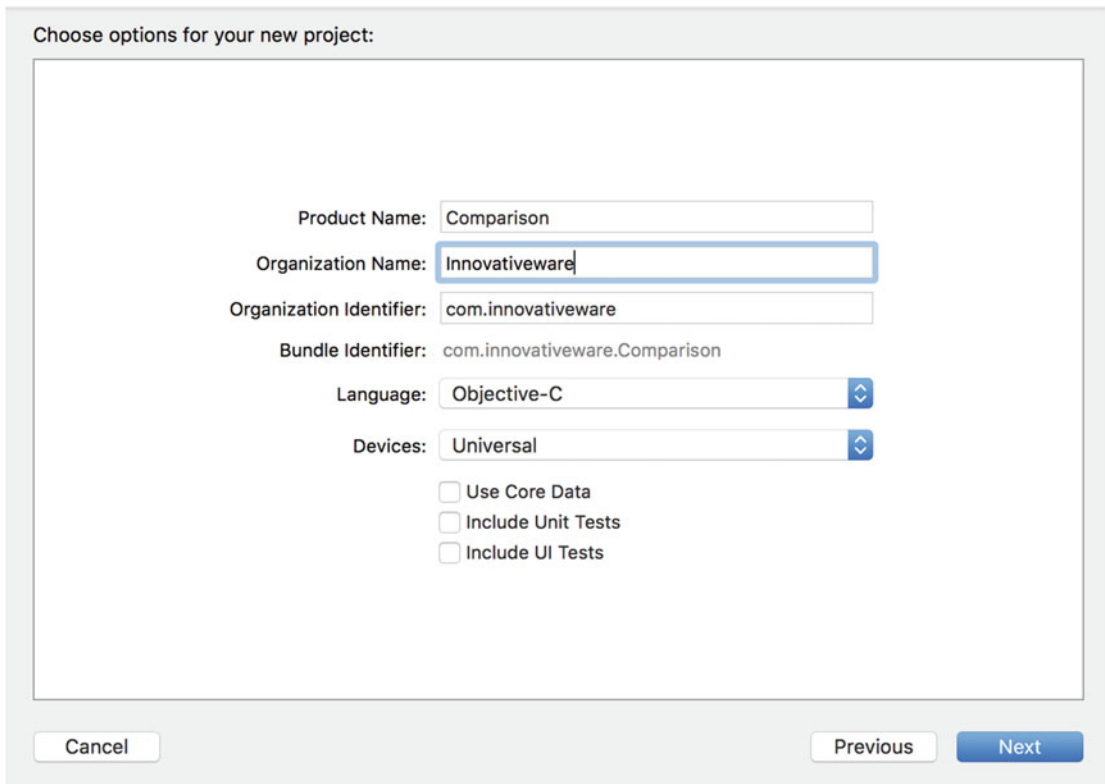 Choose options for your new project:
Product Name: Comparison
Organization Name: Innovativeware
Organization Identifier: com.innovativeware
Bundle Identifier: com.innovativeware.Comparison
Language: Objective-C
Devices: Universal
Use Core Data
Include Unit Tests
Include UI Tests
Cancel Previous Next